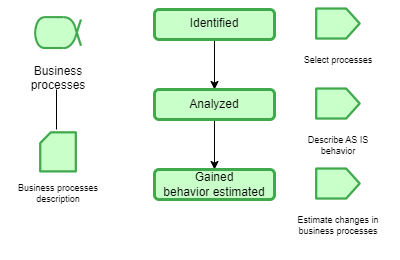 Business
processes
Business processes
description
Identified
Analyzed
Gained
behavior estimated
Select processes
Describe AS IS
behavior
Estimate changes in
business processes